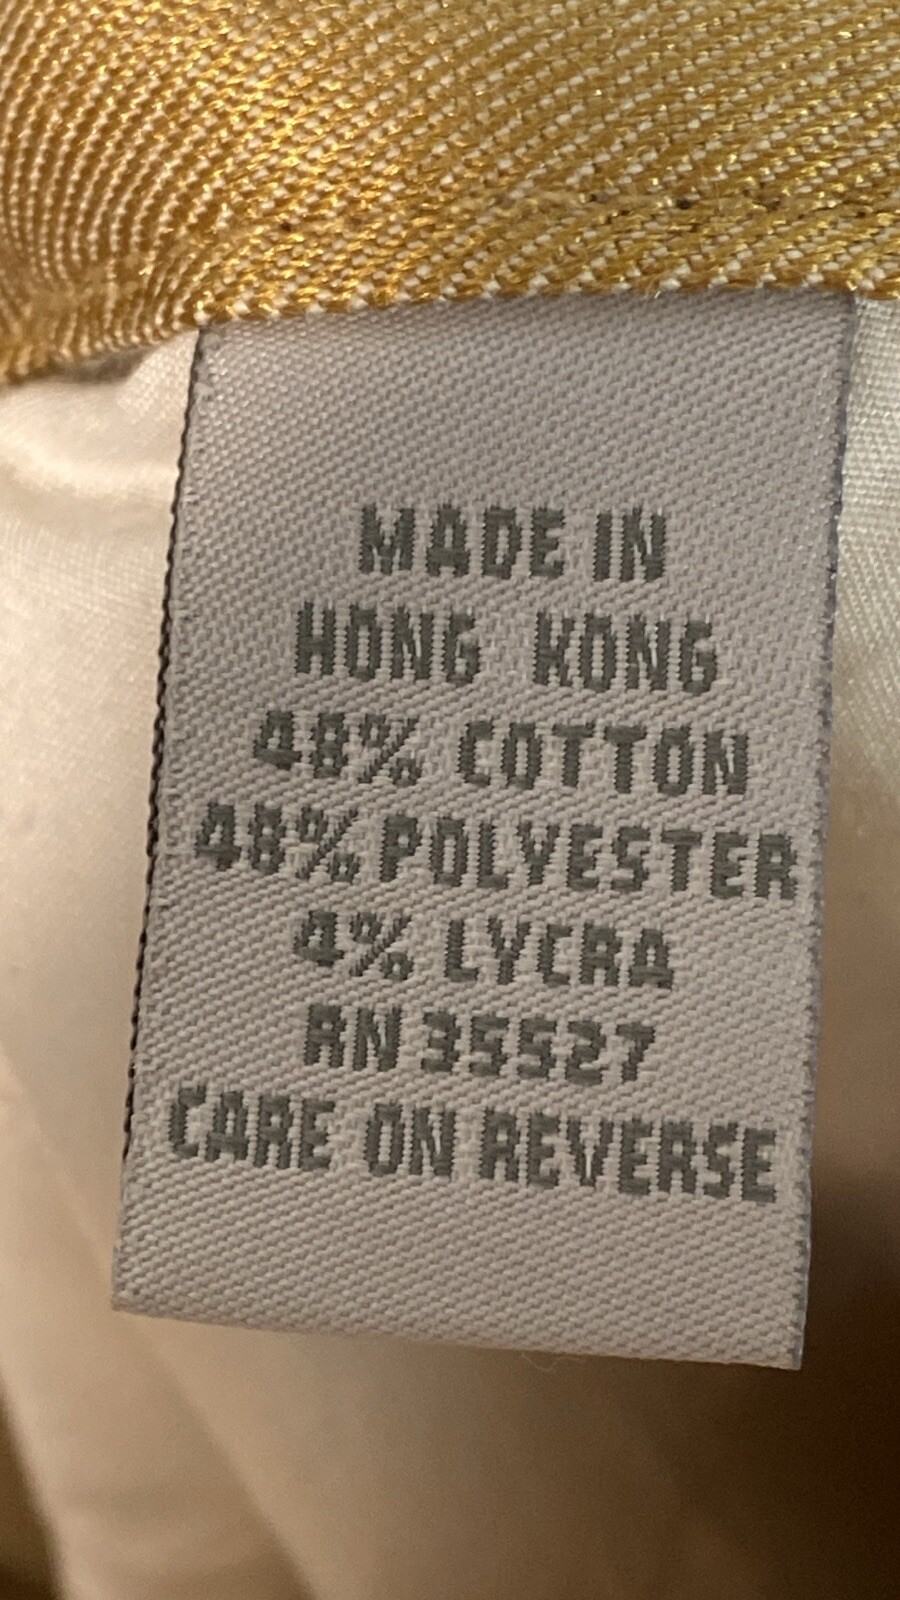 MADE IN
HONG KONG
48% COTTON
48% POLYESTER
4% LYCRA
RN 35527
CARE ON REVERSE